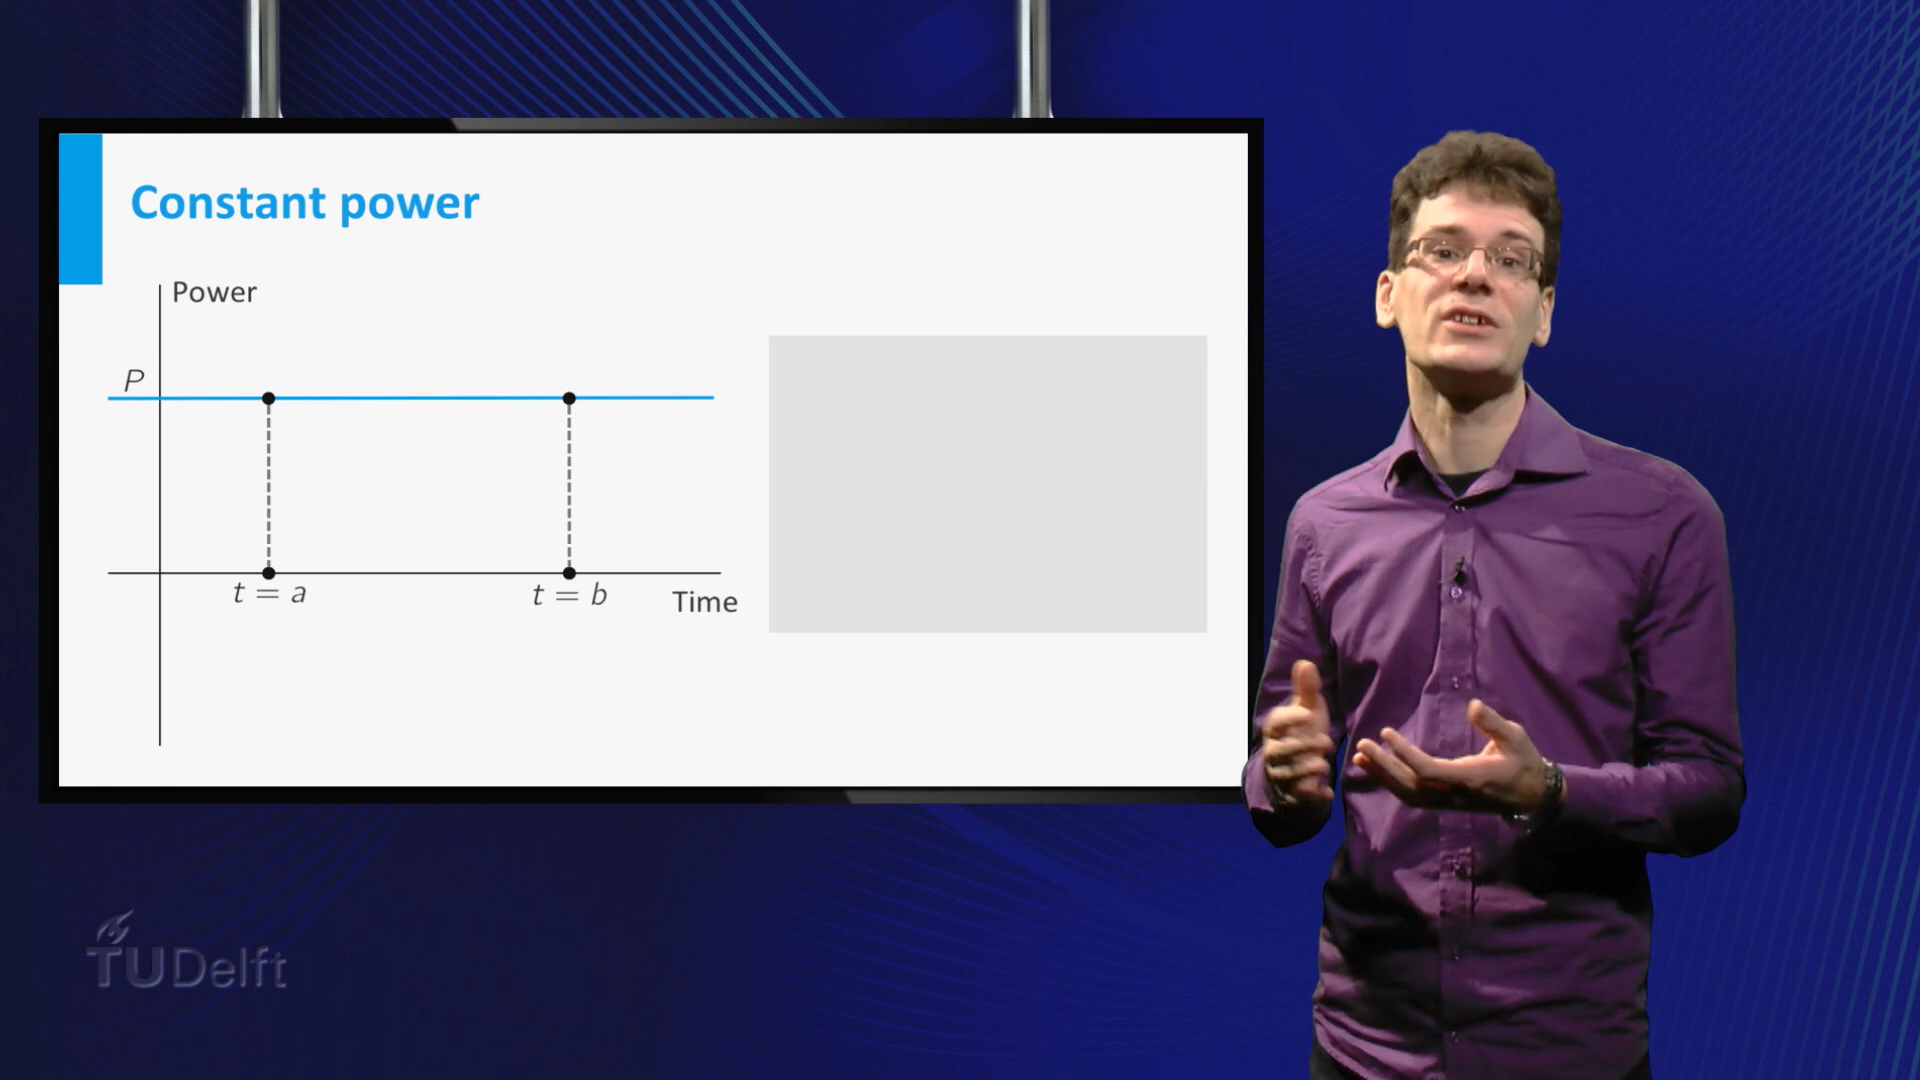 Constant power
Power
P
t = a
t = b
Time
TUDelft